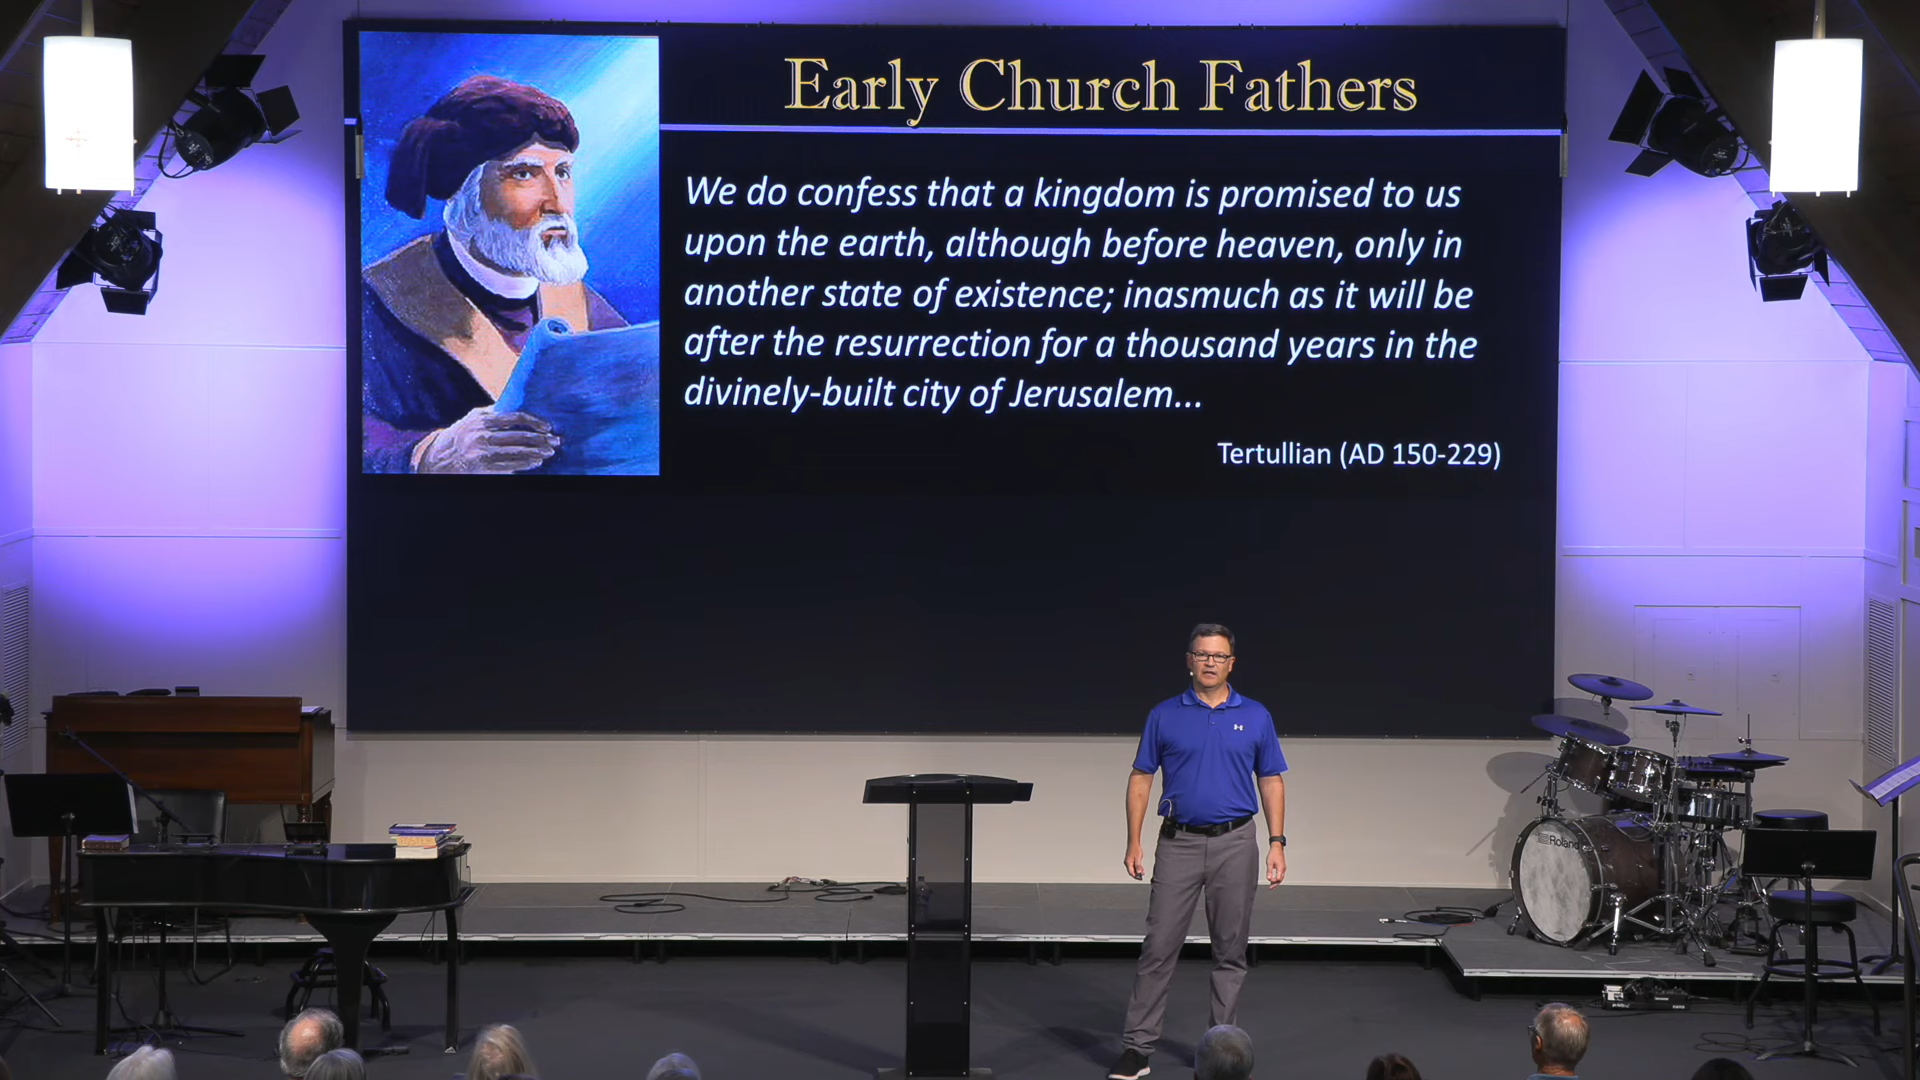 Early Church Fathers
We do confess that a kingdom is promised to us
upon the earth, although before heaven, only in
another state of existence; inasmuch as it will be
after the resurrection for a thousand years in the
divinely-built city of Jerusalem...
Tertullian (AD 150-229)
Roland